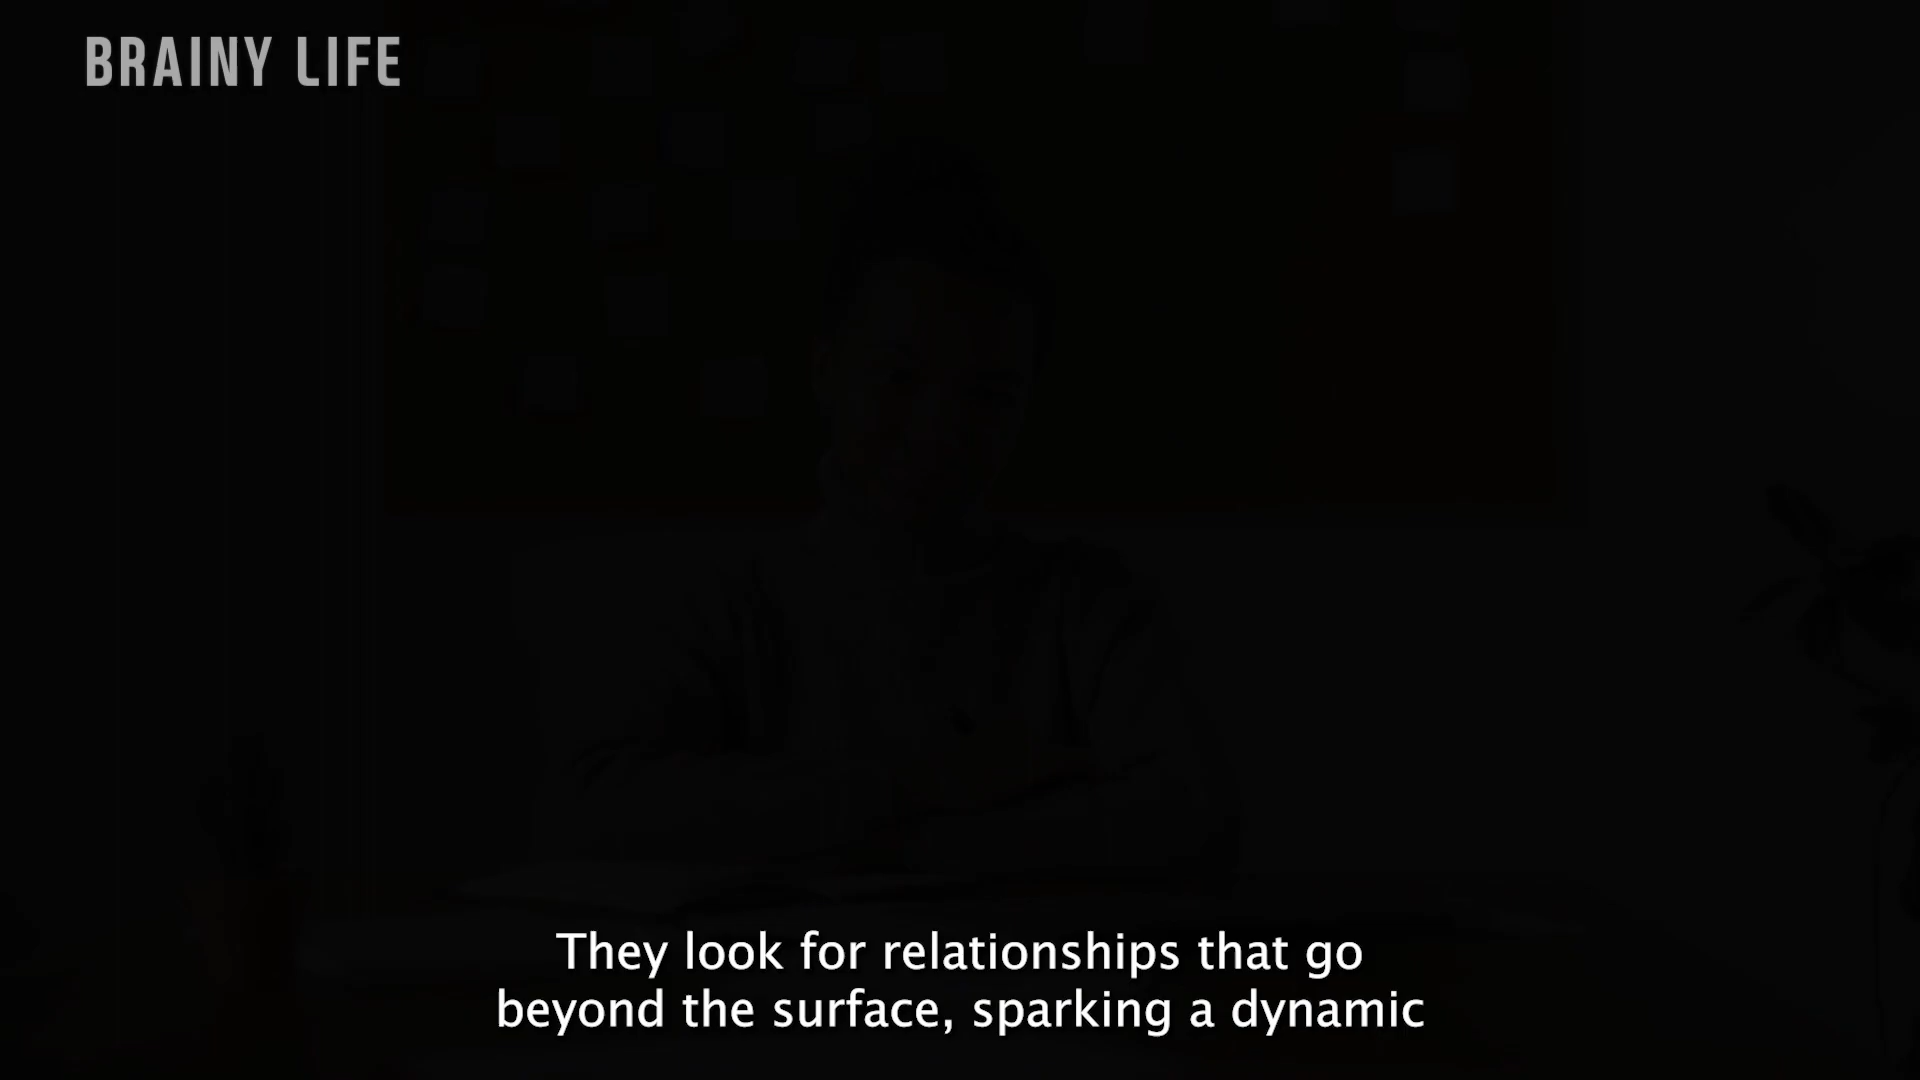 BRAINY LIFE
They look for relationships that go
beyond the surface, sparking a dynamic